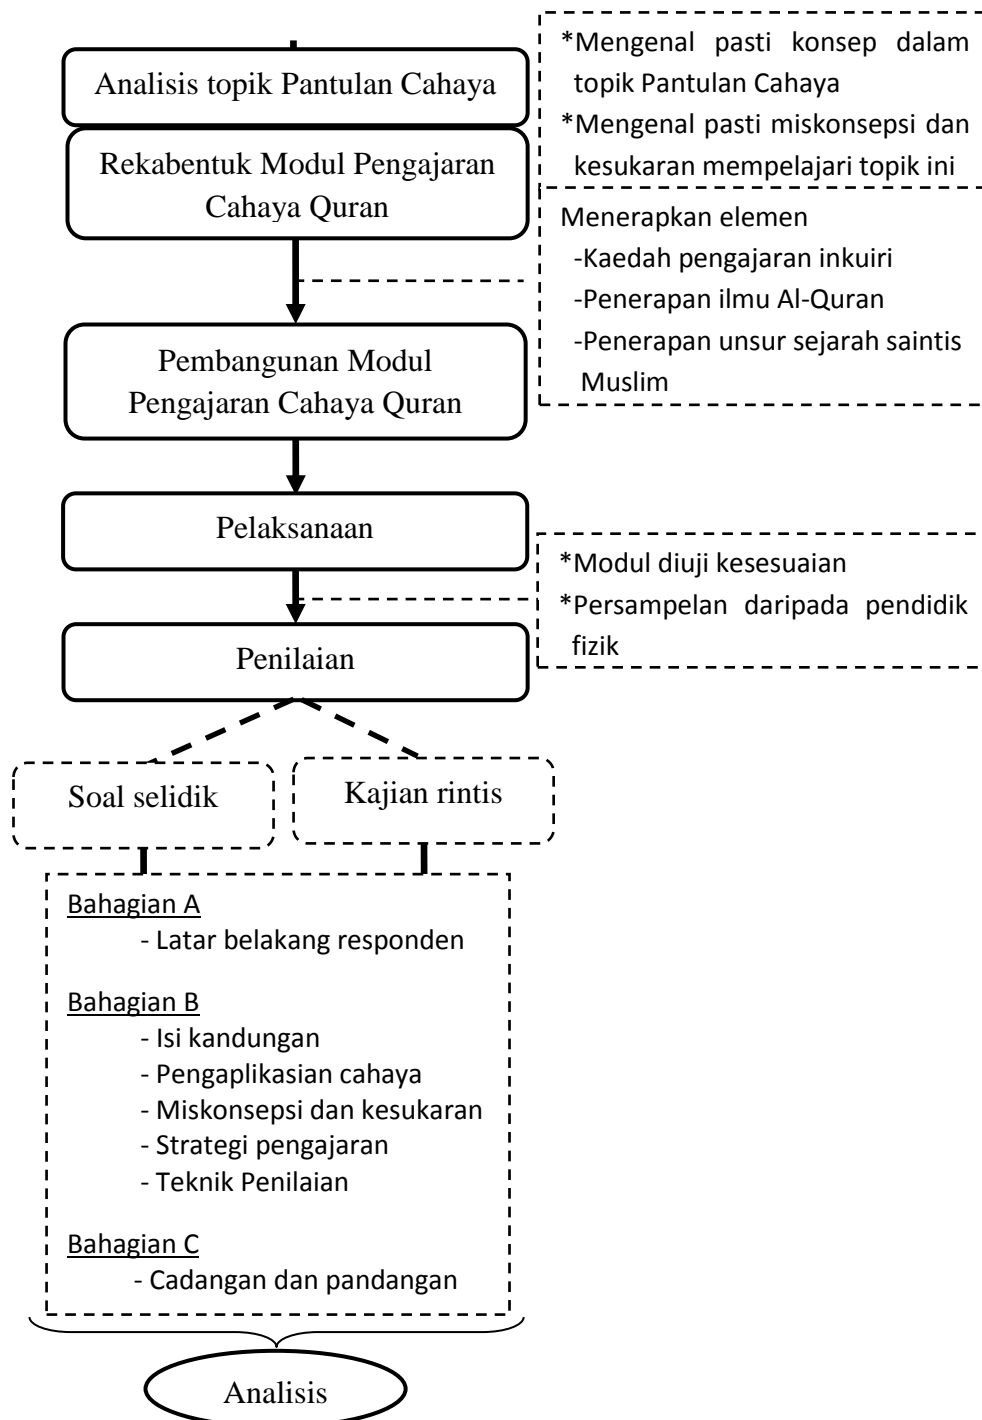 Analisis topik Pantulan Cahaya
*Mengenal pasti konsep dalam
topik Pantulan Cahaya
*Mengenal pasti miskonsepsi dan
kesukaran mempelajari topik ini
Rekabentuk Modul Pengajaran
Cahaya Quran
Menerapkan elemen
-Kaedah pengajaran inkuiri
-Penerapan ilmu Al-Quran
-Penerapan unsur sejarah saintis
Muslim
Pembangunan Modul
Pengajaran Cahaya Quran
Pelaksanaan
*Modul diuji kesesuaian
*Persampelan daripada pendidik
fizik
Penilaian
Soal selidik
Kajian rintis
Bahagian A
- Latar belakang responden
Bahagian B
- Isi kandungan
- Pengaplikasian cahaya
- Miskonsepsi dan kesukaran
- Strategi pengajaran
- Teknik Penilaian
Bahagian C
- Cadangan dan pandangan
Analisis